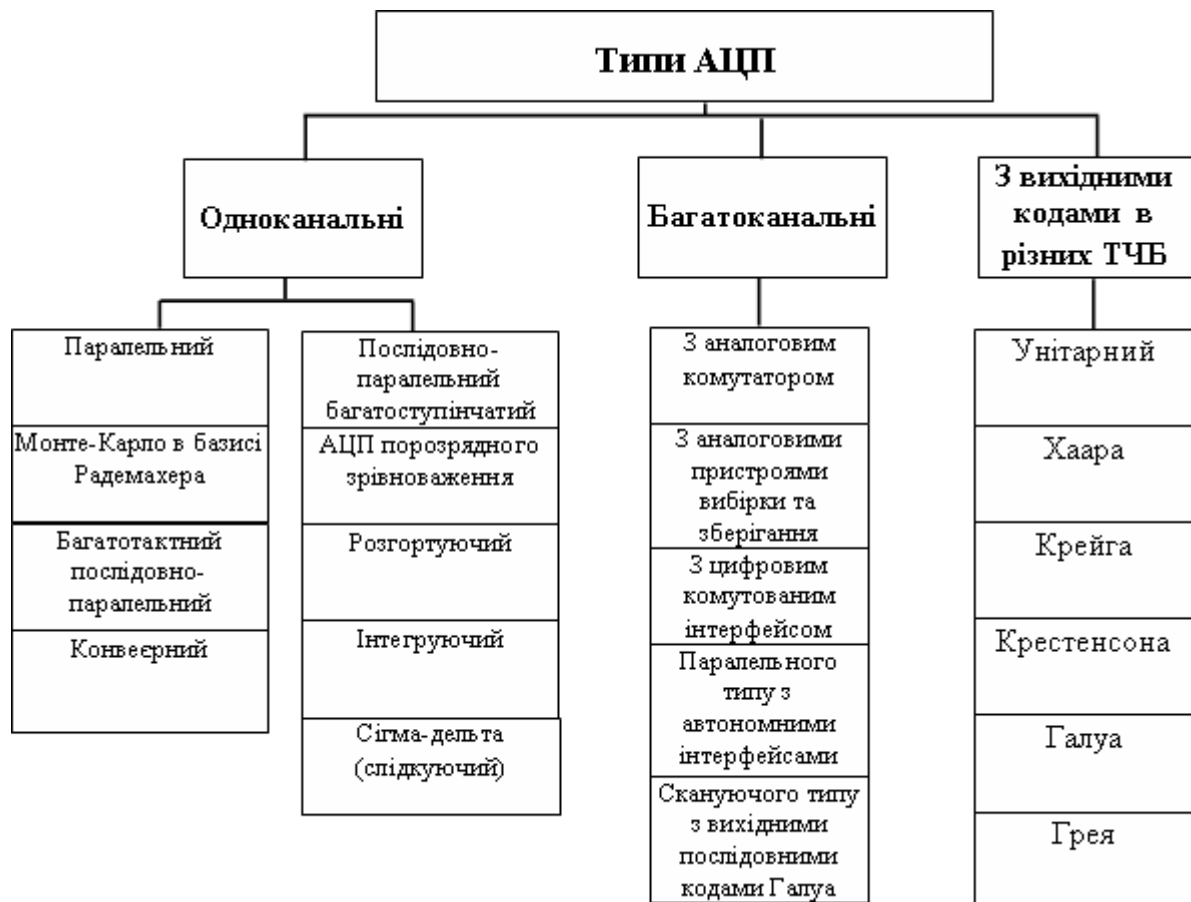 Типи АЦП
Одноканальні
Багатоканальні
З вихідними
кодами в
різних ТЧБ
Паралельний
Монте-Карло в базисі
Радемахера
Багатотактний
послідовно-
паралельний
Конвеєрний
Послідовно-
паралельний
багатоступінчатий
АЦП порозрядного
зрівноваження
Розгортуючий
Інтегруючий
Сігма-дельта
(слідкуючий)
З аналоговим
комутатором
З аналоговими
пристроями
вибірки та
зберігання
З цифровим
комутованим
інтерфейсом
Паралельного
типу з
автономними
інтерфейсами
Скануючого типу
з вихідними
послідовними
кодами Галуа
Унітарний
Хаара
Крейга
Крестенсона
Галуа
Грея